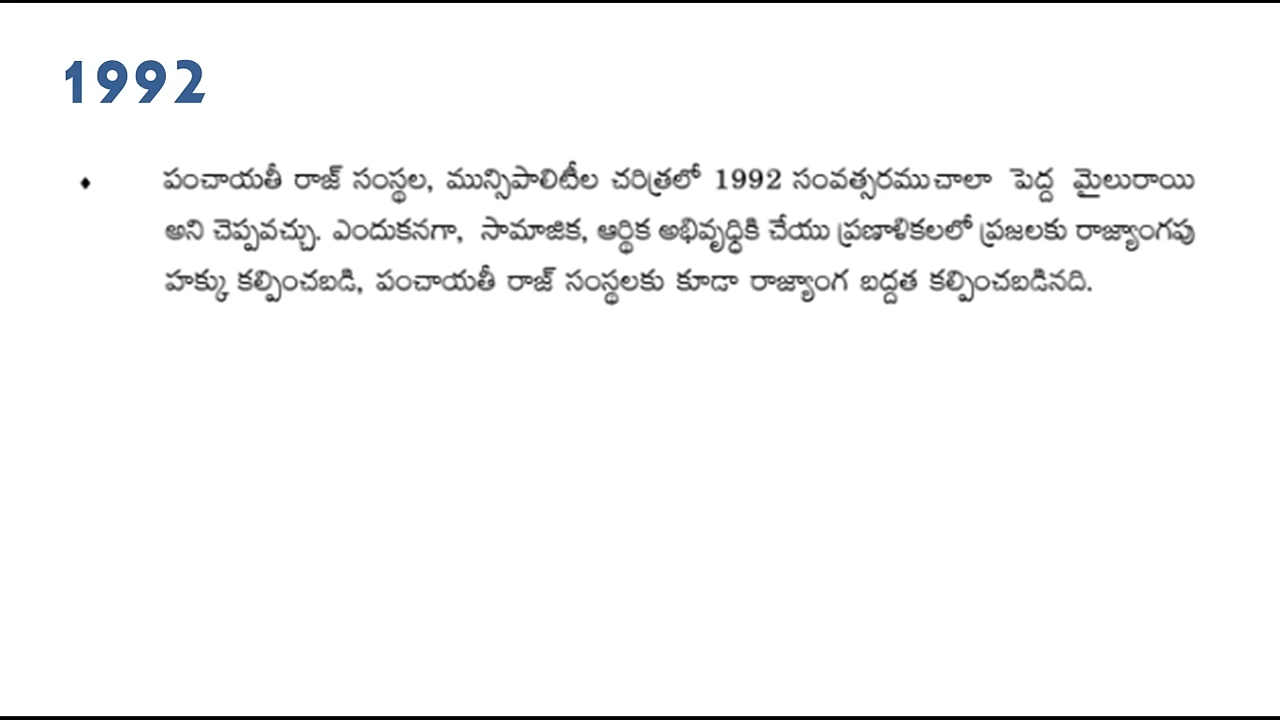 1992
♦ పంచాయతీ రాజ్ సంస్థల, మున్సిపాలిటీల చరిత్రలో 1992 సంవత్సరము చాలా పెద్ద మైలురాయి
అని చెప్పవచ్చు. ఎందుకనగా, సామాజిక, ఆర్థిక అభివృద్ధికి చేయు ప్రణాళికలలో ప్రజలకు రాజ్యాంగపు
హక్కు కల్పించబడి, పంచాయతీ రాజ్ సంస్థలకు కూడా రాజ్యాంగ బద్దత కల్పించబడినది.